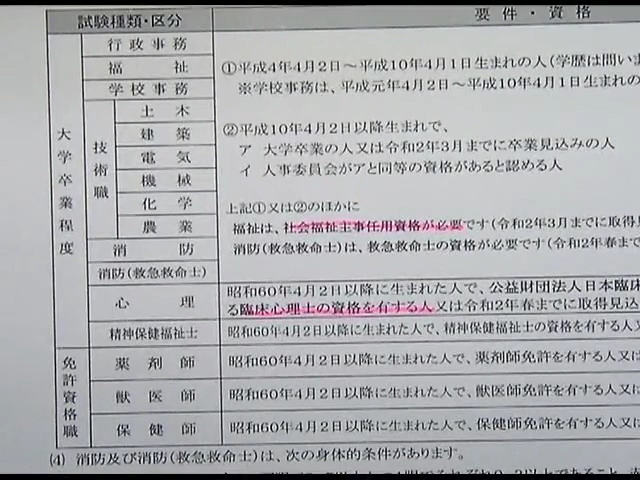 試験種類・区分
要件・資格
行政事務
福祉
学校事務
①平成4年4月2日～平成10年4月1日生まれの人(学歴は問いま
※学校事務は、平成元年4月2日～平成10年4月1日生まれの
大学卒業程度
技術職
土木
建築
電気
機械
化学
農業
②平成10年4月2日以降生まれで、
ア 大学卒業の人又は令和2年3月までに卒業見込みの人
イ 人事委員会がアと同等の資格があると認める人
上記①又は②のほかに
福祉は、社会福祉主事任用資格が必要です(令和2年3月までに取得見
消防
消防(救急救命士)は、救急救命士の資格が必要です(令和2年春まで
消防(救急救命士)
心理
昭和60年4月2日以降に生まれた人で、公益財団法人日本臨床
る臨床心理士の資格を有する人又は令和2年春までに取得見込
精神保健福祉士
昭和60年4月2日以降に生まれた人で、精神保健福祉士の資格を有する人又
免許資格職
薬剤師
昭和60年4月2日以降に生まれた人で、薬剤師免許を有する人又は
獣医師
昭和60年4月2日以降に生まれた人で、獣医師免許を有する人又は
保健師
昭和60年4月2日以降に生まれた人で、保健師免許を有する人又は
(4) 消防及び消防(救急救命士)は、次の身体的条件があります。